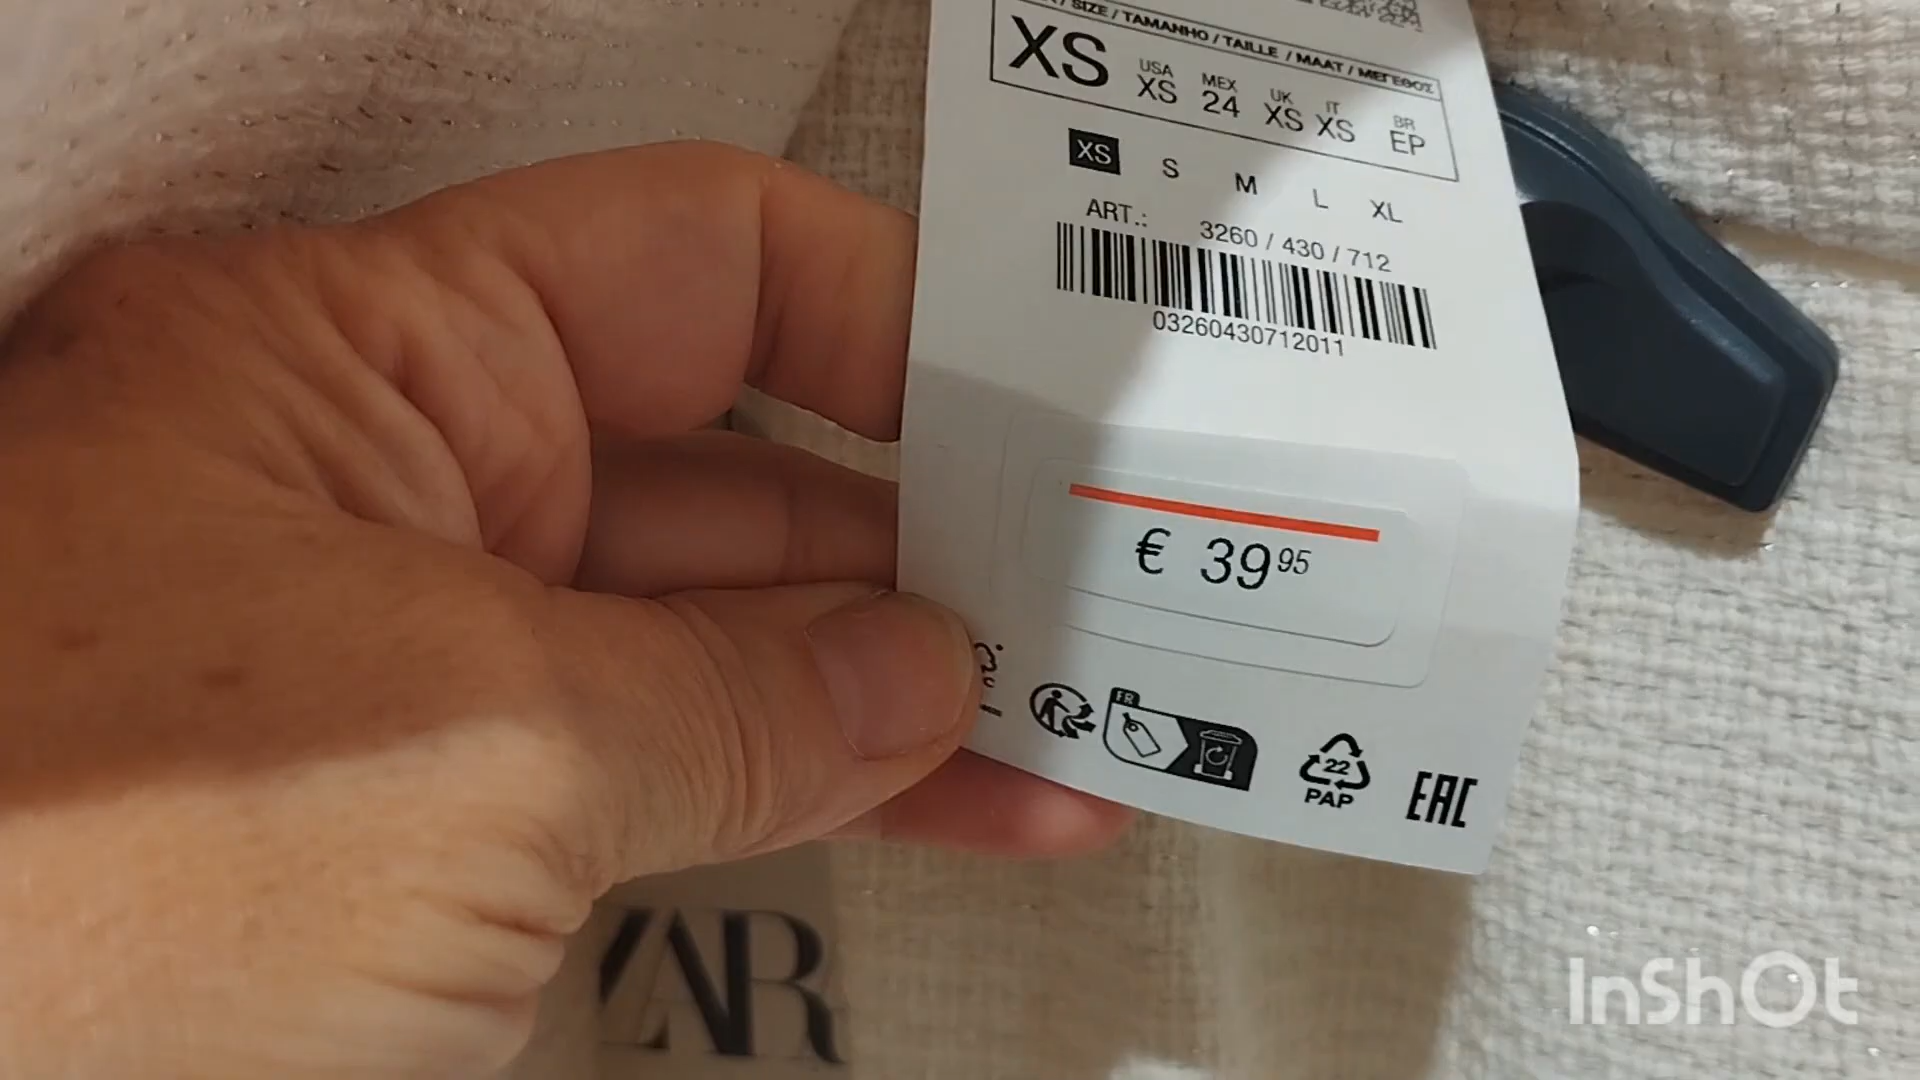 / SIZE / TAMANHO / TAILLE / MAAT / ΜΕΓΕΘΟΣ
XS
USA MEX UK IT BR
XS 24 XS XS EP
XS S M L XL
ART.: 3260 / 430 / 712
03260430712011
€ 39 95
FR
22
PAP
EAC
ZAR
InShOt